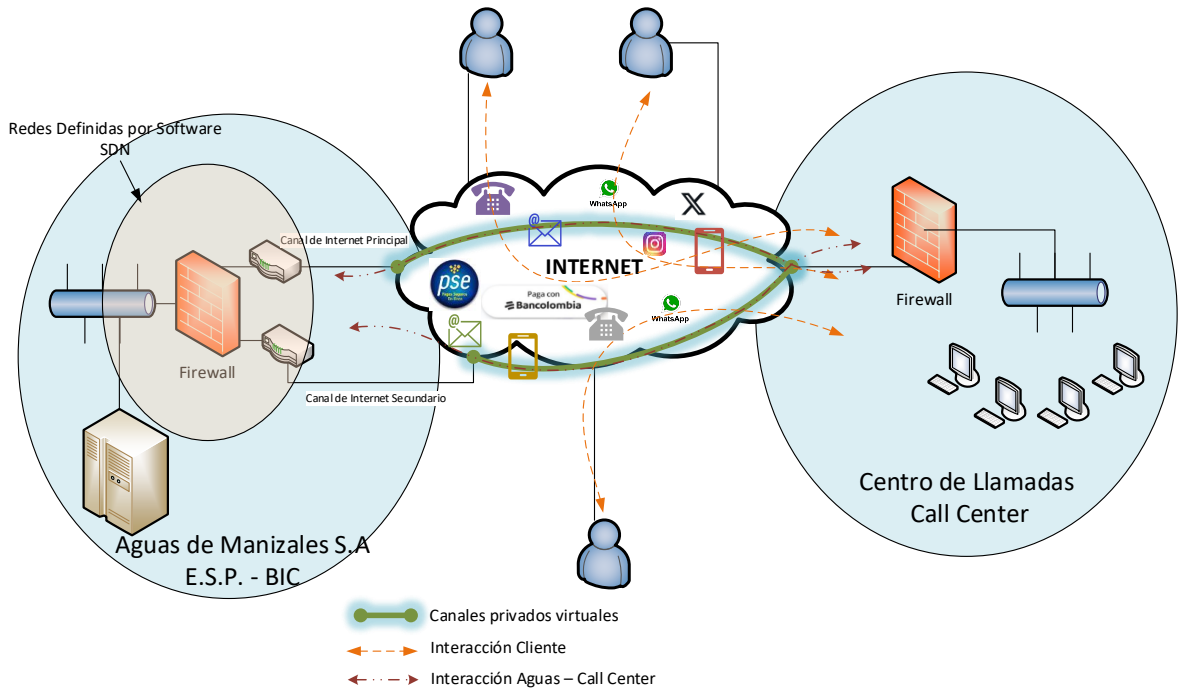 Redes Definidas por Software
SDN
Canal de Internet Principal
WhatsApp
X
@
INTERNET
pse
Paga con
Bancolombia
@
WhatsApp
Firewall
Firewall
Canal de Internet Secundario
Centro de Llamadas
Call Center
Aguas de Manizales S.A
E.S.P. - BIC
Canales privados virtuales
Interacción Cliente
Interacción Aguas – Call Center